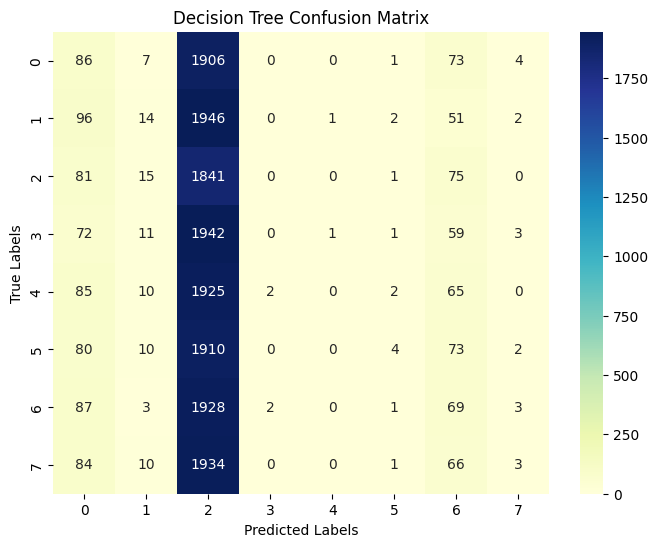 Decision Tree Confusion Matrix
0 86 7 1906 0 0 1 73 4
1 96 14 1946 0 1 2 51 2
2 81 15 1841 0 0 1 75 0
3 72 11 1942 0 1 1 59 3
4 85 10 1925 2 0 2 65 0
5 80 10 1910 0 0 4 73 2
6 87 3 1928 2 0 1 69 3
7 84 10 1934 0 0 1 66 3
0 1 2 3 4 5 6 7
Predicted Labels
True Labels
1750
1500
1250
1000
750
500
250
0